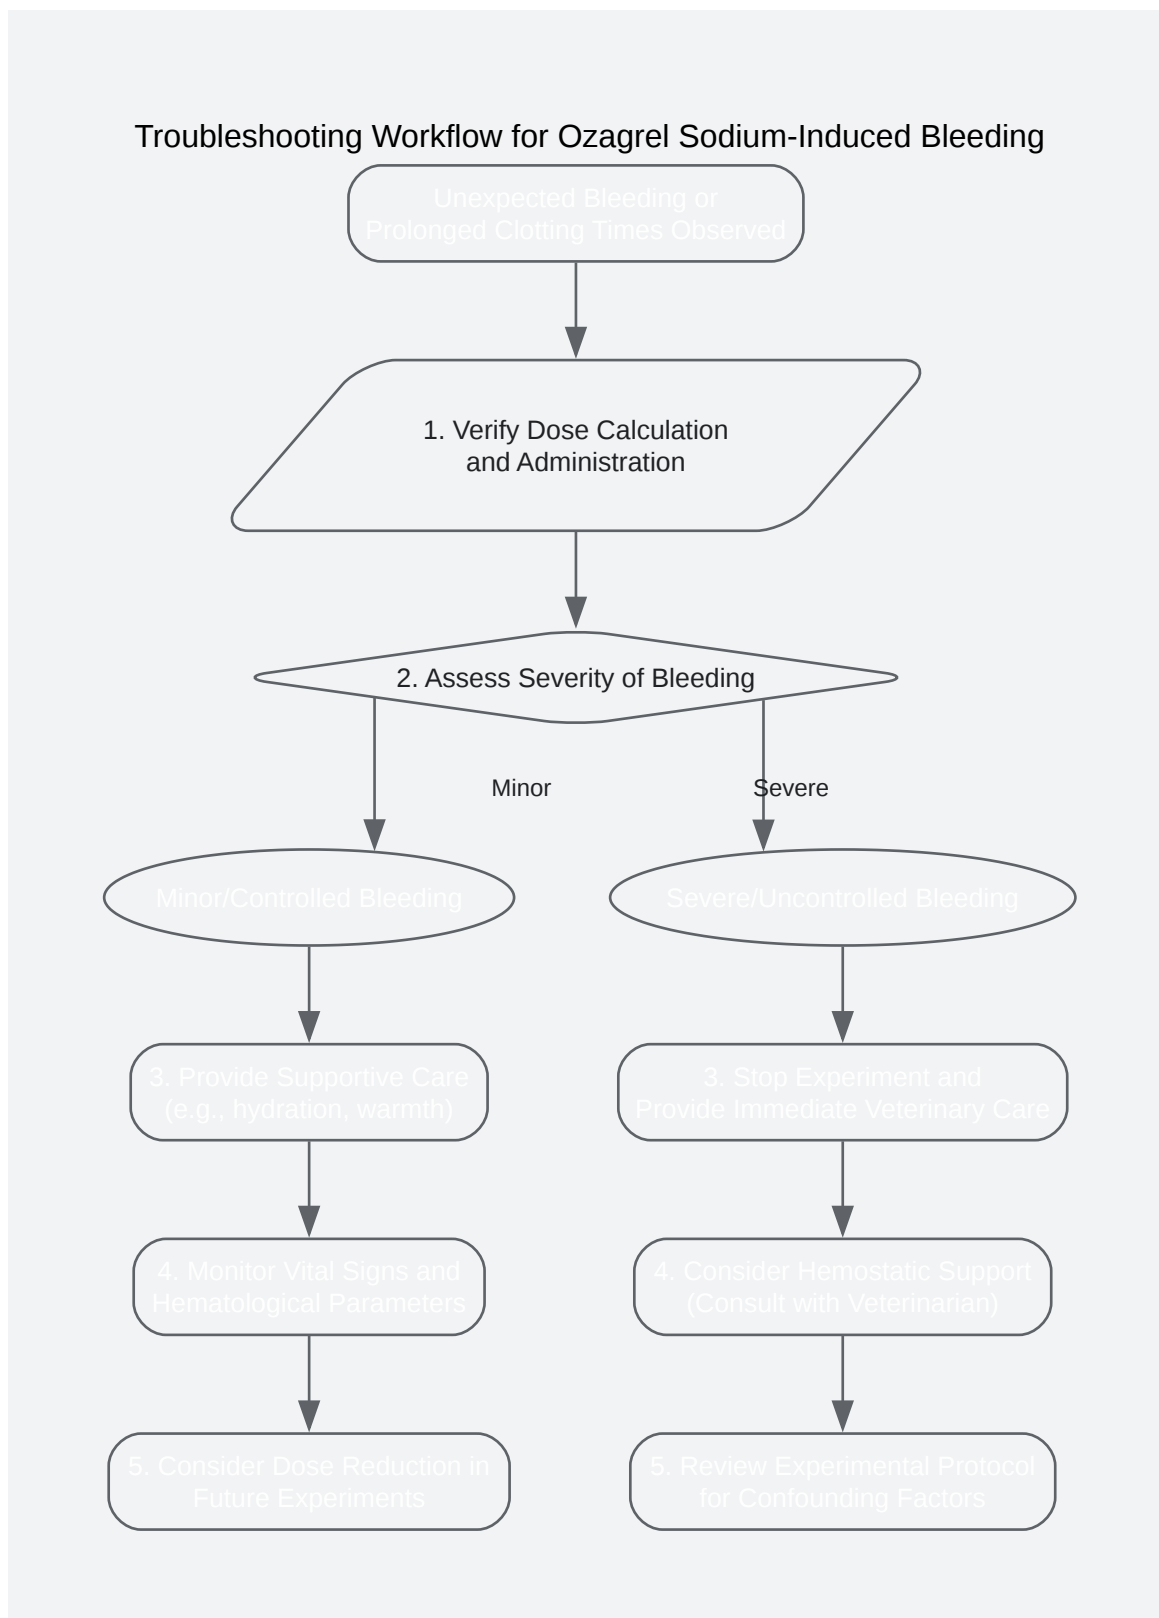 Troubleshooting Workflow for Ozagrel Sodium-Induced Bleeding
Unexpected Bleeding or
Prolonged Clotting Times Observed
1. Verify Dose Calculation
and Administration
2. Assess Severity of Bleeding
Minor
Severe
Minor/Controlled Bleeding
Severe/Uncontrolled Bleeding
3. Provide Supportive Care
(e.g., hydration, warmth)
3. Stop Experiment and
Provide Immediate Veterinary Care
4. Monitor Vital Signs and
Hematological Parameters
4. Consider Hemostatic Support
(Consult with Veterinarian)
5. Consider Dose Reduction in
Future Experiments
5. Review Experimental Protocol
for Confounding Factors